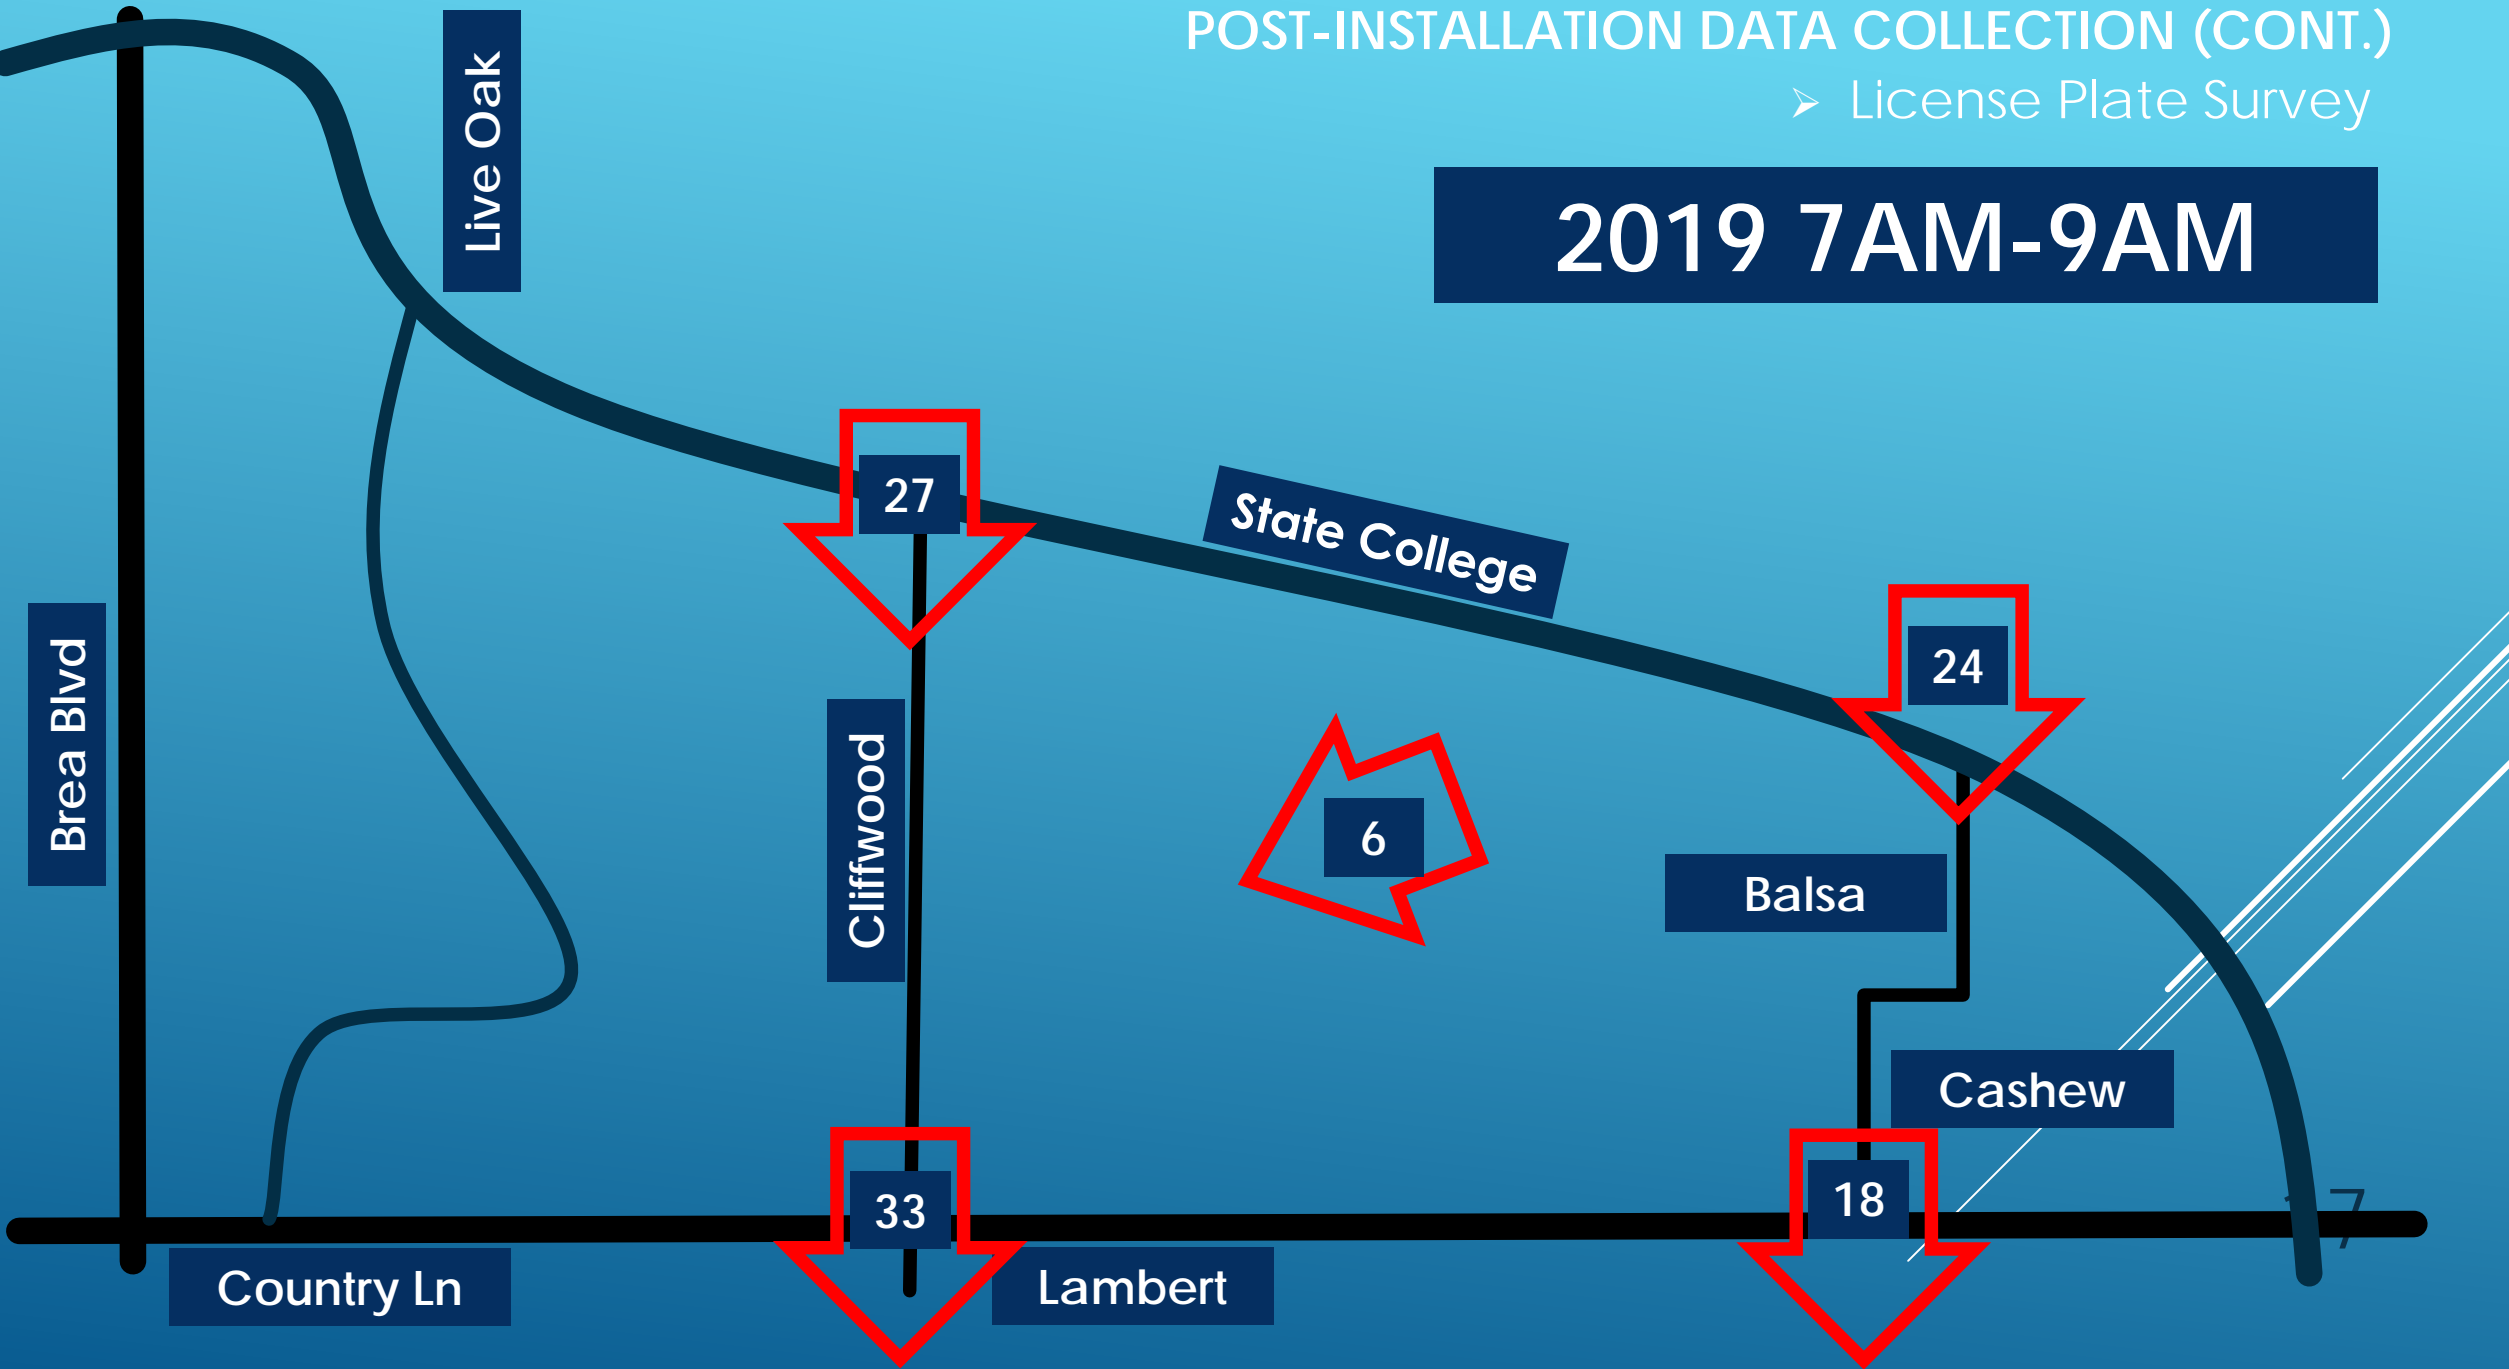 POST-INSTALLATION DATA COLLECTION (CONT.)
➢ License Plate Survey
2019 7AM-9AM
Live Oak
27
State College
24
Brea Blvd
Cliffwood
6
Balsa
Cashew
33
18
17
Country Ln
Lambert